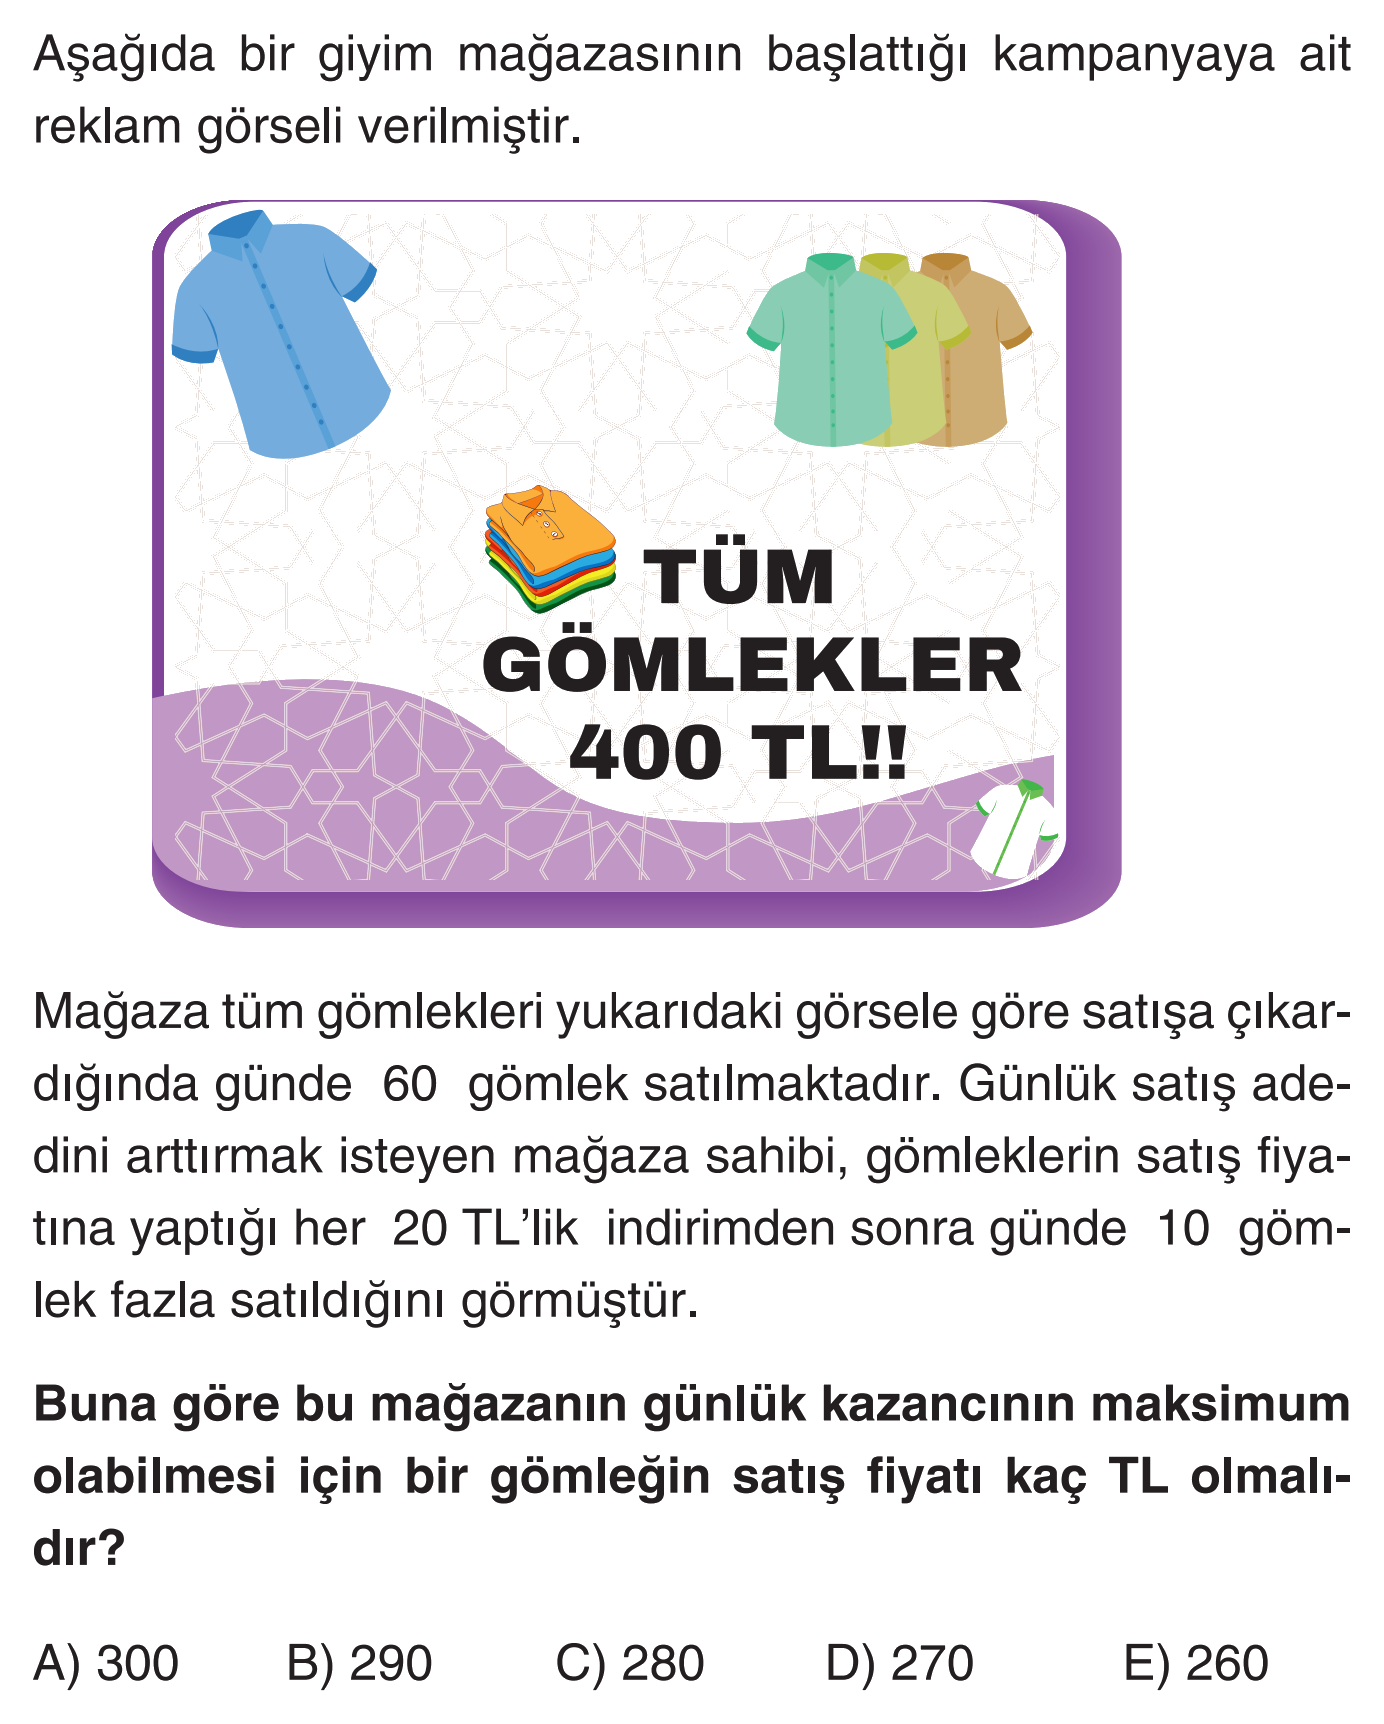 Aşağıda bir giyim mağazasının başlattığı kampanyaya ait
reklam görseli verilmiştir.
TÜM
GÖMLEKLER
400 TL!!
Mağaza tüm gömlekleri yukarıdaki görsele göre satışa çıkar-
dığında günde 60 gömlek satılmaktadır. Günlük satış ade-
dini arttırmak isteyen mağaza sahibi, gömleklerin satış fiya-
tına yaptığı her 20 TL’lik indirimden sonra günde 10 göm-
lek fazla satıldığını görmüştür.
Buna göre bu mağazanın günlük kazancının maksimum
olabilmesi için bir gömleğin satış fiyatı kaç TL olmalı-
dır?
A) 300 B) 290 C) 280 D) 270 E) 260